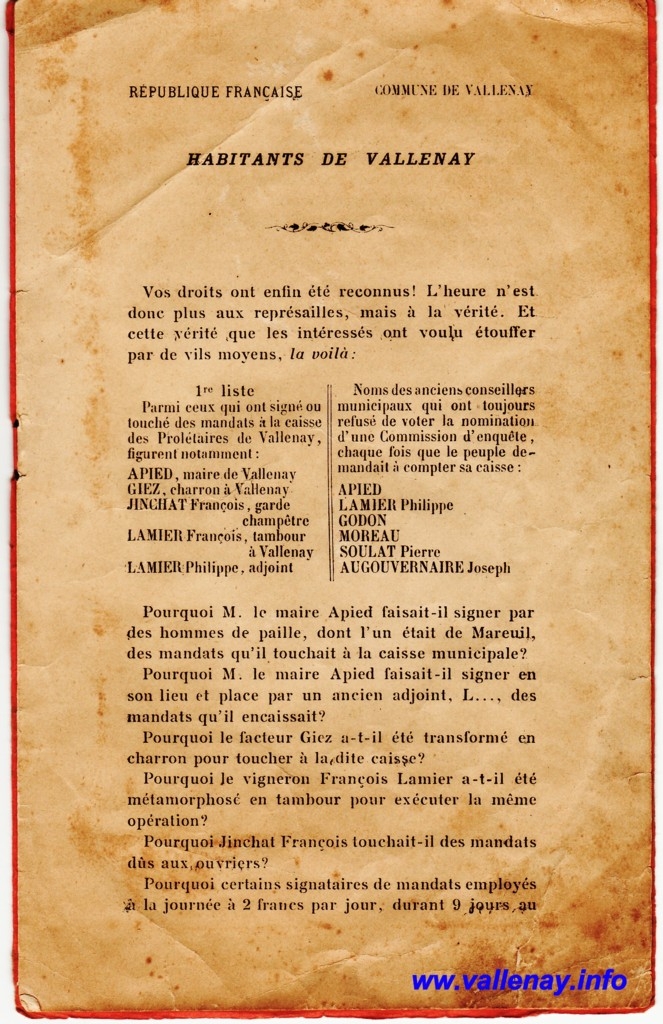 RÉPUBLIQUE FRANÇAISE
COMMUNE DE VALLENAY
HABITANTS DE VALLENAY
Vos droits ont enfin été reconnus! L'heure n'est
donc plus aux représailles, mais à la vérité. Et
cette vérité que les intéressés ont voulu étouffer
par de vils moyens, la voilà:
1re liste
Parmi ceux qui ont signé ou
touché des mandats à la caisse
des Prolétaires de Vallenay,
figurent notamment:
APIED, maire de Vallenay
GIEZ, charron à Vallenay
JINCHAT François, garde
champêtre
LAMIER François, tambour
à Vallenay
LAMIER Philippe, adjoint
Noms des anciens conseillers
municipaux qui ont toujours
refusé de voter la nomination
d'une Commission d'enquête,
chaque fois que le peuple de-
mandait à compter sa caisse:
APIED
LAMIER Philippe
GODON
MOREAU
SOULAT Pierre
AUGOUVERNAIRE Joseph
Pourquoi M. le maire Apied faisait-il signer par
des hommes de paille, dont l'un était de Mareuil,
des mandats qu'il touchait à la caisse municipale?
Pourquoi M. le maire Apied faisait-il signer en
son lieu et place par un ancien adjoint, L..., des
mandats qu'il encaissait?
Pourquoi le facteur Giez a-t-il été transformé en
charron pour toucher à ladite caisse?
Pourquoi le vigneron François Lamier a-t-il été
métamorphosé en tambour pour exécuter la même
opération?
Pourquoi Jinchat François touchait-il des mandats
dûs aux ouvriers?
Pourquoi certains signataires de mandats employés
à la journée à 2 francs par jour, durant 9 jours au
ww.vallenay.info